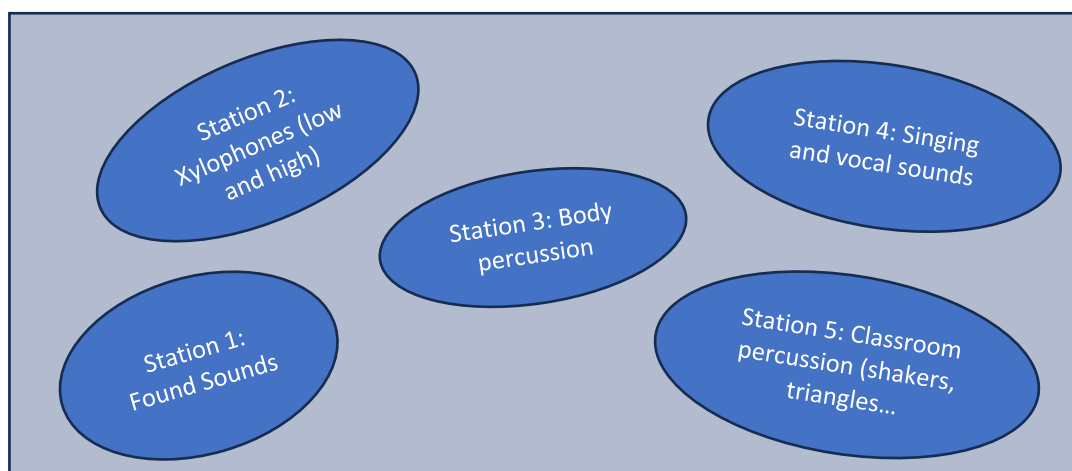 Station 2:
Xylophones (low
and high)
Station 4: Singing
and vocal sounds
Station 3: Body
percussion
Station 1:
Found Sounds
Station 5: Classroom
percussion (shakers,
triangles…